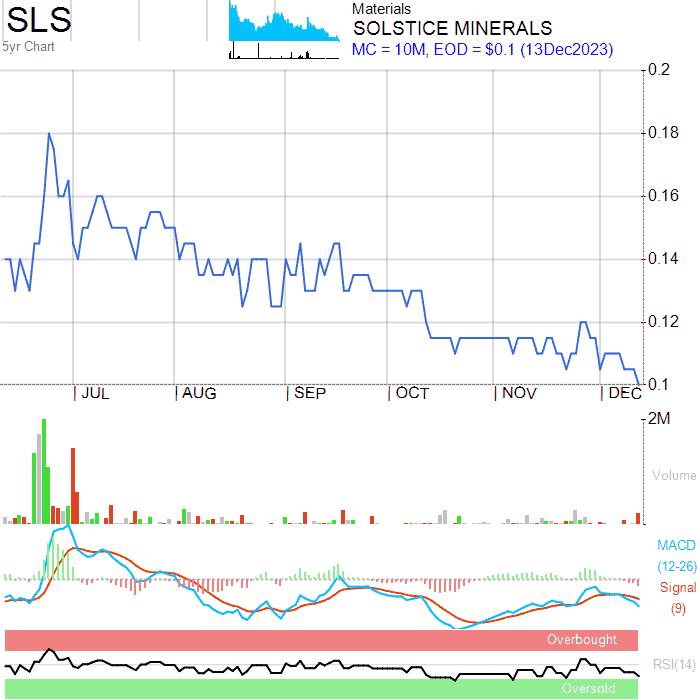 SLS
5yr Chart
Materials
SOLSTICE MINERALS
MC = 10M, EOD = $0.1 (13Dec2023)
0.2
0.18
0.16
0.14
0.12
0.1
JUL AUG SEP OCT NOV DEC
2M
Volume
MACD
(12-26)
Signal
(9)
Overbought
RSI(14)
Oversold